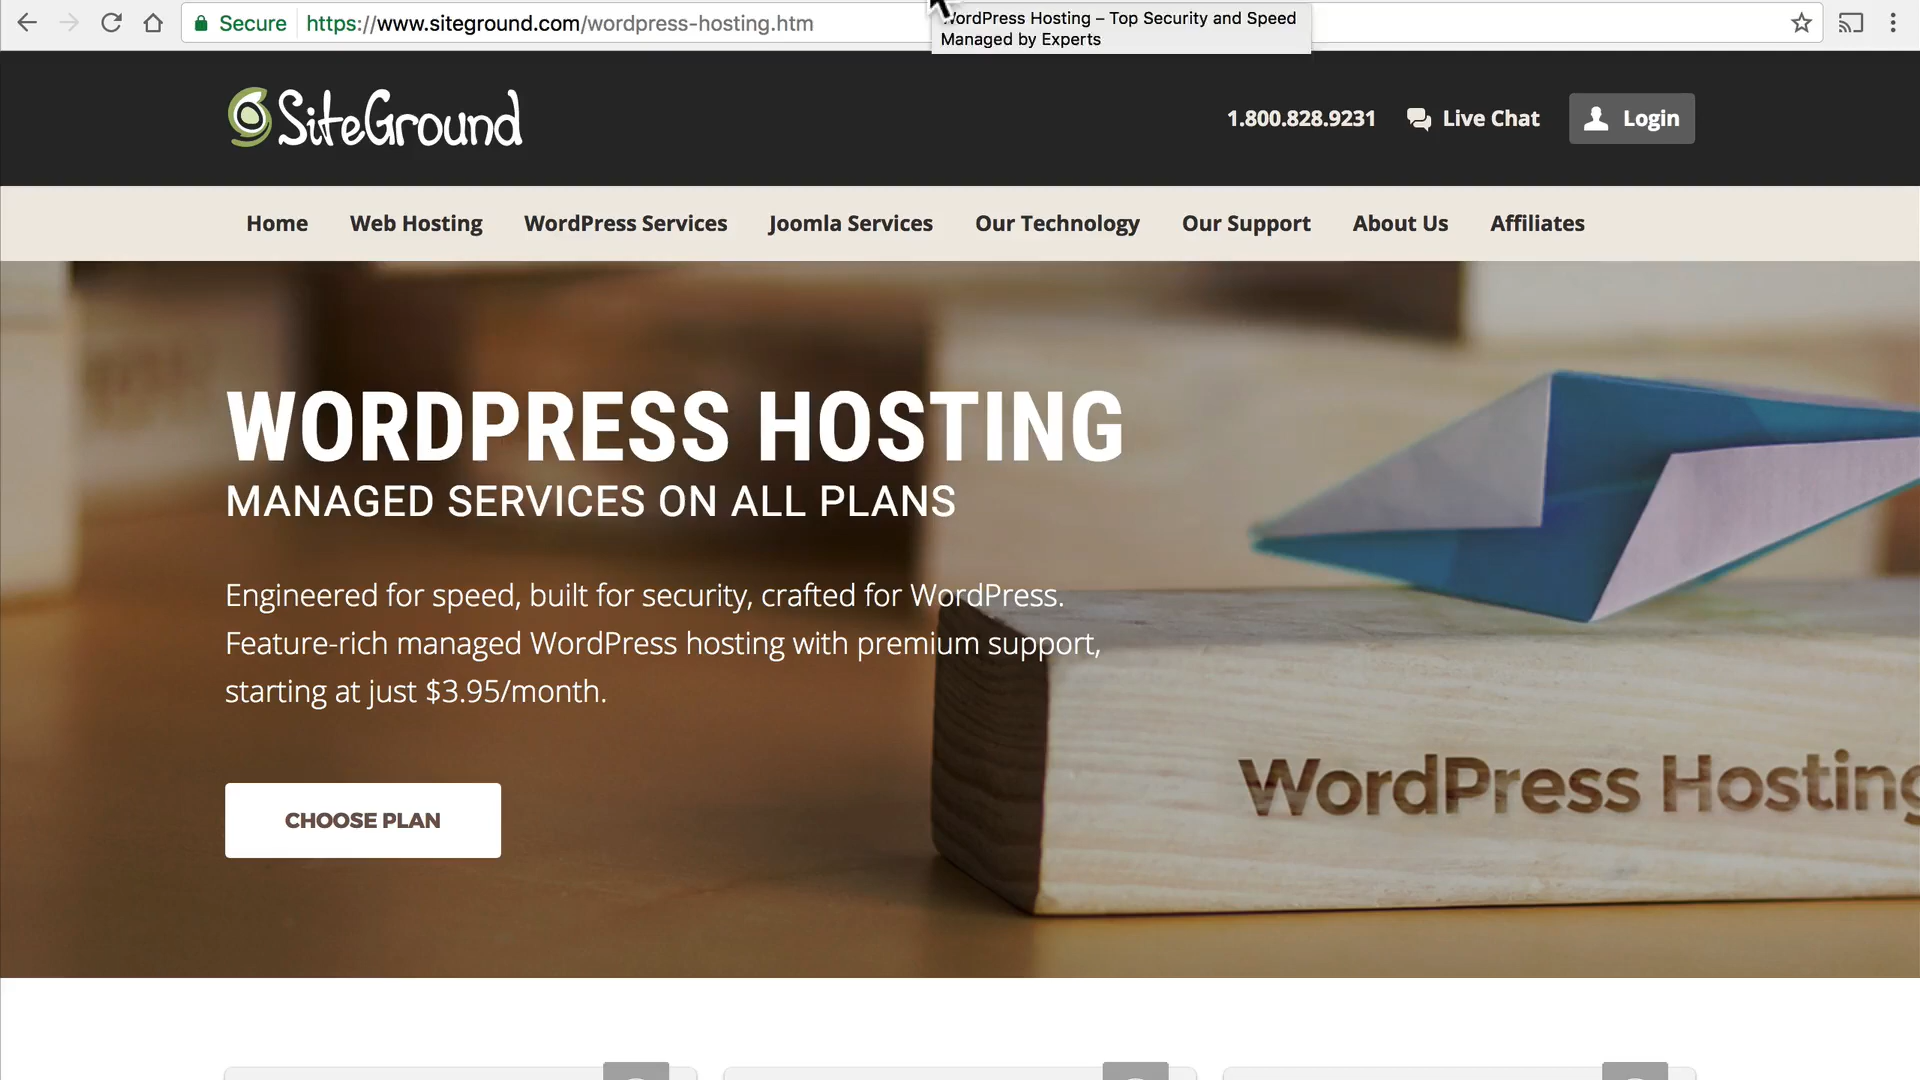 Secure https://www.siteground.com/wordpress-hosting.htm
WordPress Hosting – Top Security and Speed
Managed by Experts
SiteGround
1.800.828.9231 Live Chat Login
Home Web Hosting WordPress Services Joomla Services Our Technology Our Support About Us Affiliates
WORDPRESS HOSTING
MANAGED SERVICES ON ALL PLANS
Engineered for speed, built for security, crafted for WordPress.
Feature-rich managed WordPress hosting with premium support,
starting at just $3.95/month.
WordPress Hosting
CHOOSE PLAN